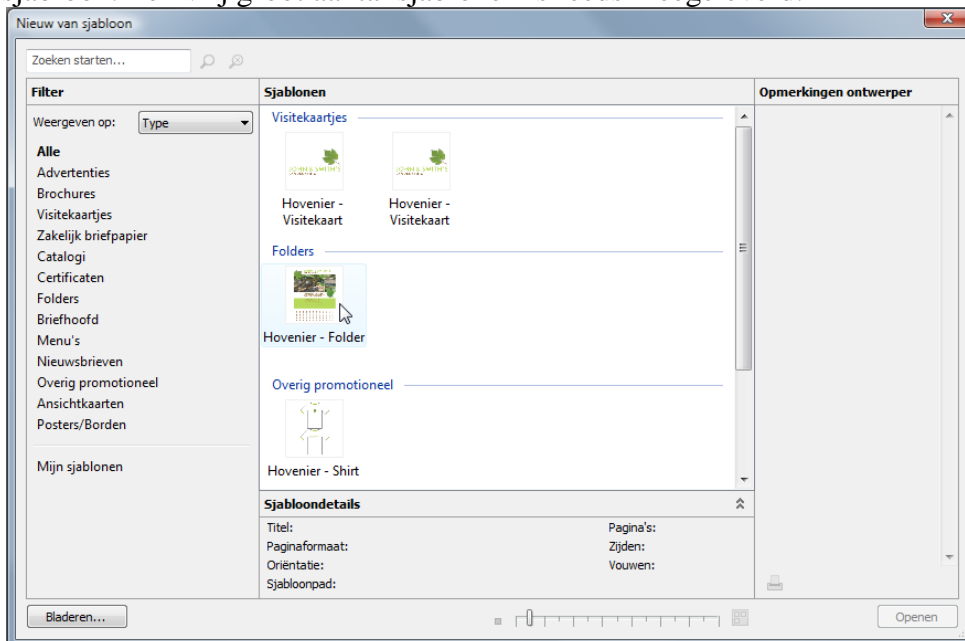 Nieuw van sjabloon
Zoeken starten...
Filter
Weergeven op: Type
Alle
Advertenties
Brochures
Visitekaartjes
Zakelijk briefpapier
Catalogi
Certificaten
Folders
Briefhoofd
Menu's
Nieuwsbrieven
Overig promotioneel
Ansichtkaarten
Posters/Borden
Mijn sjablonen
Sjablonen
Visitekaartjes
Hovenier -
Visitekaart
Hovenier -
Visitekaart
Folders
Hovenier - Folder
Overig promotioneel
Hovenier - Shirt
Sjabloondetails
Titel:
Paginaformaat:
Oriëntatie:
Sjabloonpad:
Pagina's:
Zijden:
Vouwen:
Opmerkingen ontwerper
Bladeren...
Openen